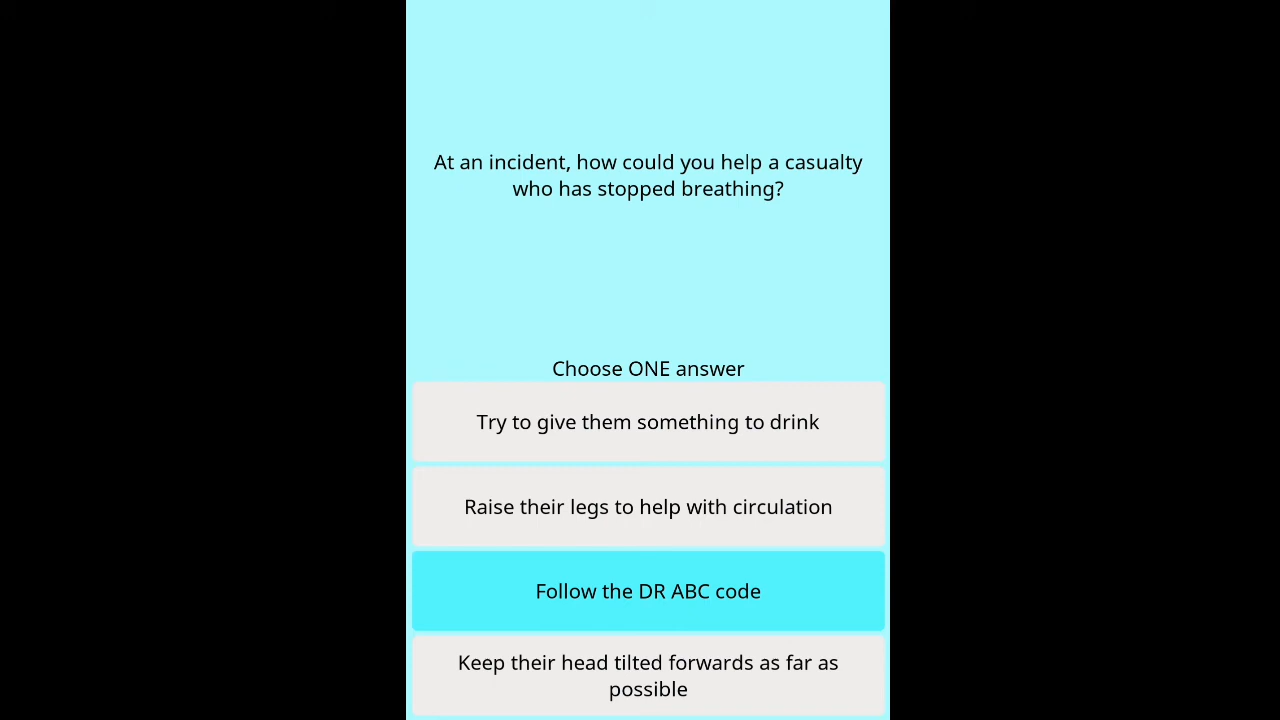 At an incident, how could you help a casualty
who has stopped breathing?
Choose ONE answer
Try to give them something to drink
Raise their legs to help with circulation
Follow the DR ABC code
Keep their head tilted forwards as far as
possible